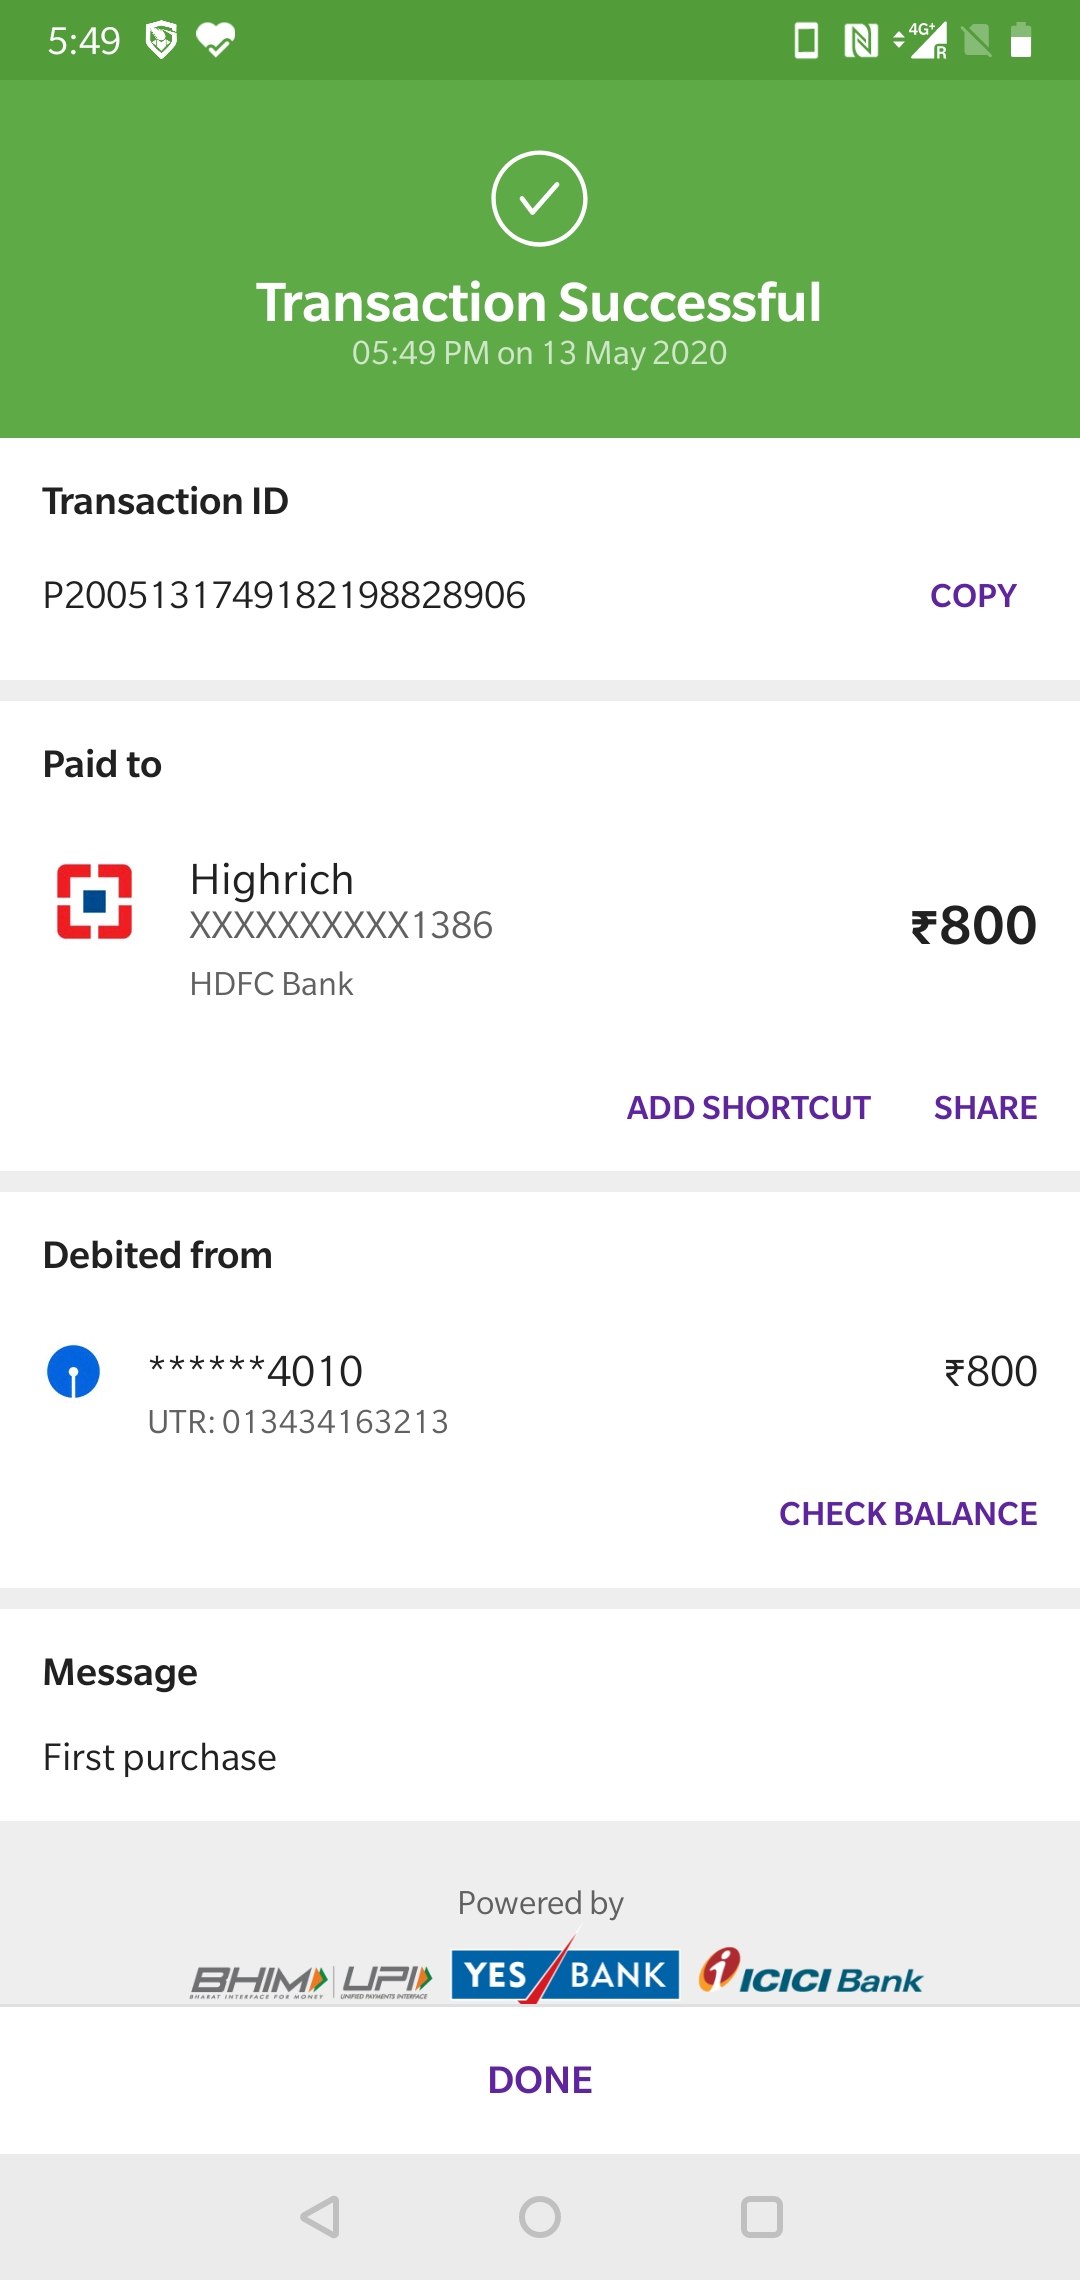 5:49
4G+
R
Transaction Successful
05:49 PM on 13 May 2020
Transaction ID
P2005131749182198828906
COPY
Paid to
Highrich
XXXXXXXXXX1386
₹800
HDFC Bank
ADD SHORTCUT SHARE
Debited from
******4010
₹800
UTR: 013434163213
CHECK BALANCE
Message
First purchase
Powered by
BHIM UPI YES BANK ICICI Bank
BHARAT INTERFACE FOR MONEY UNIFIED PAYMENTS INTERFACE
DONE